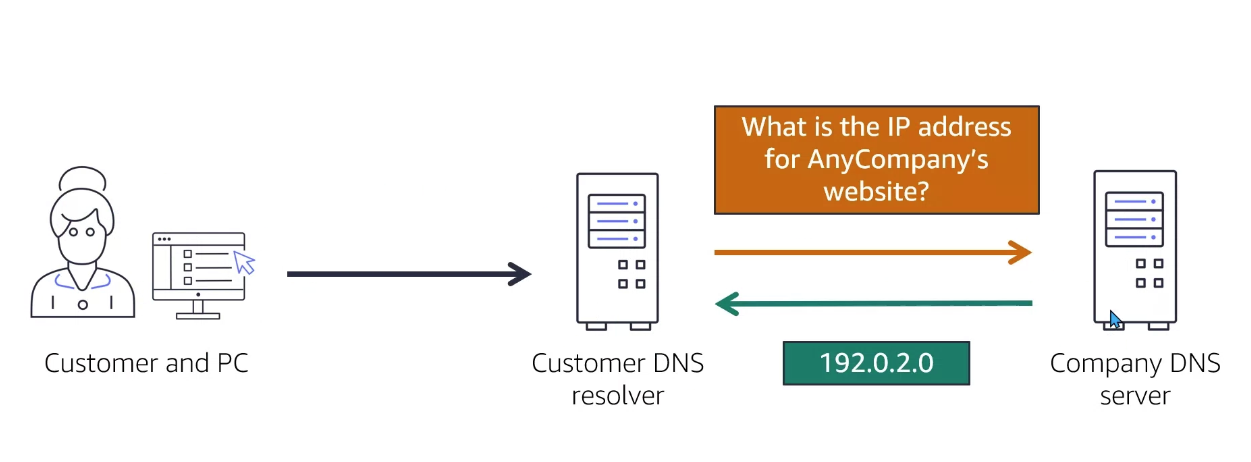 What is the IP address
for AnyCompany’s
website?
Customer and PC
Customer DNS
resolver
192.0.2.0
Company DNS
server